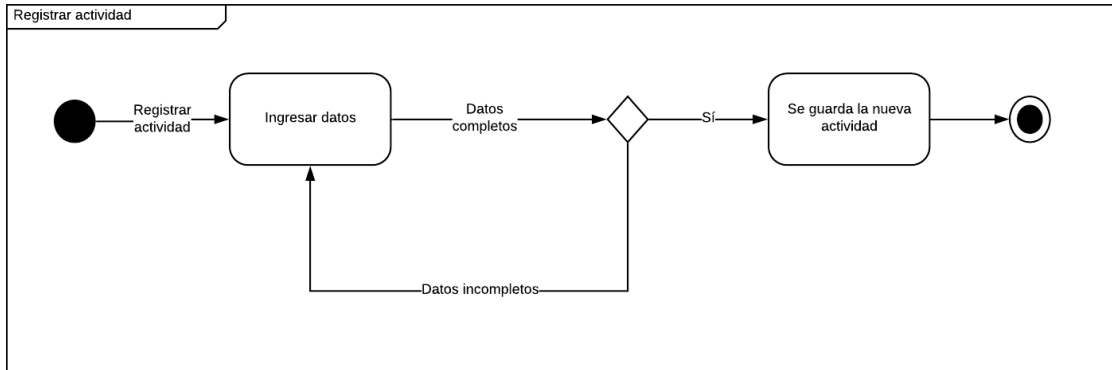 Registrar actividad
Registrar
actividad
Ingresar datos
Datos
completos
Sí
Se guarda la nueva
actividad
Datos incompletos